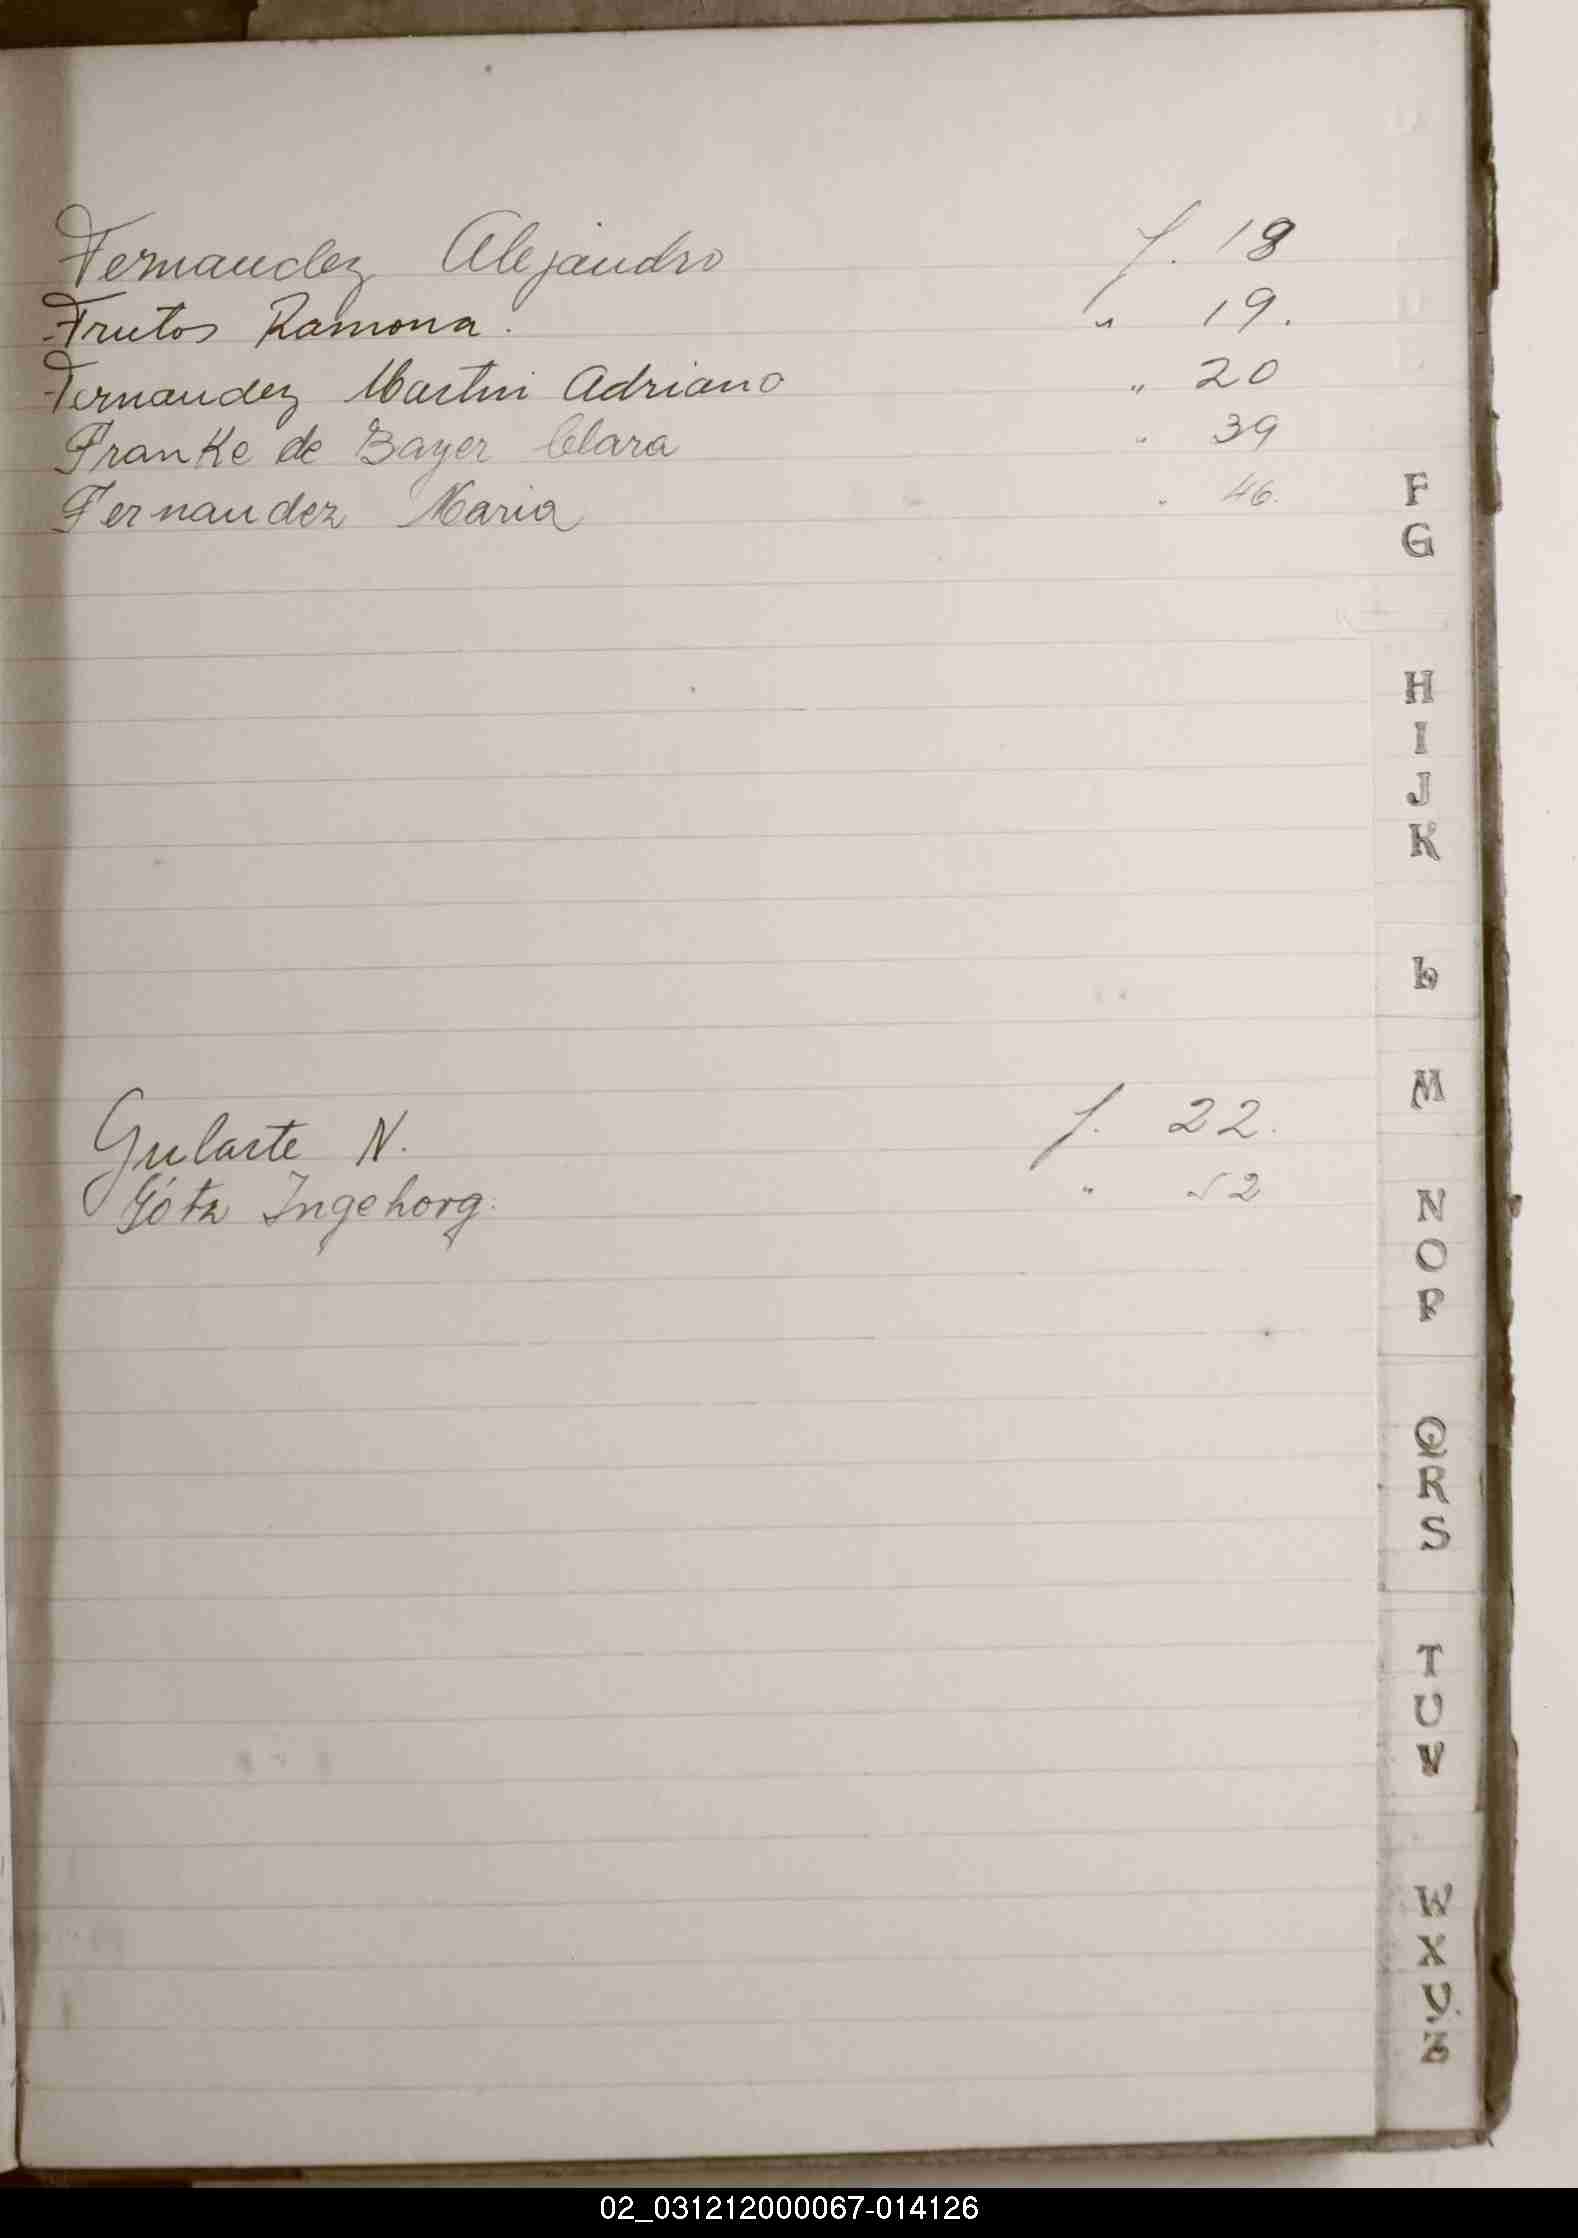 Fernandez Alejandro f. 18
Frutos Ramona. " 19.
Fernandez Martin Adriano " 20
Franke de Bayer Clara " 39
Fernandez Maria " 46.
F
G
H
I
J
K
L
M
Gularte N. f. 22.
Götz Ingeborg. " 52
N
O
P
Q
R
S
T
U
V
W
X
Y
Z
02_031212000067-014126